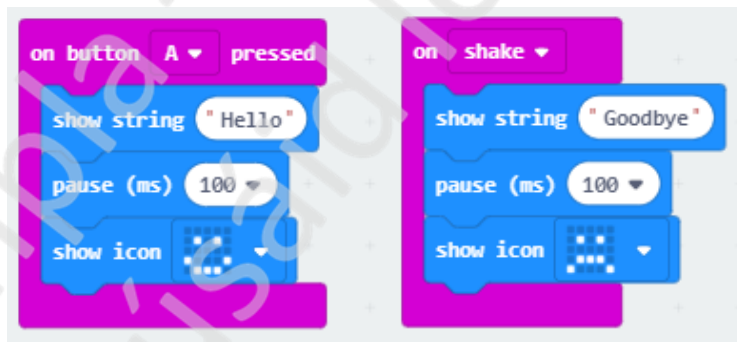 on button A pressed
show string "Hello"
pause (ms) 100
show icon
on shake
show string "Goodbye"
pause (ms) 100
show icon